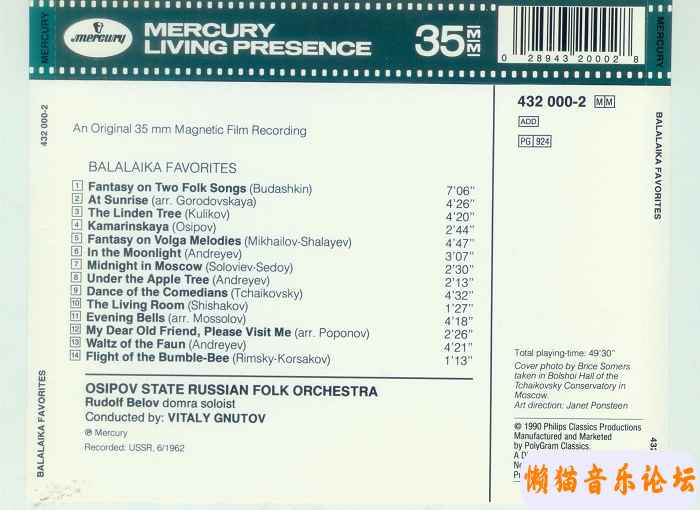 MERCURY
Mercury
MERCURY
LIVING PRESENCE
35 MM
0 28943 20002 8
MERCURY
432 000-2
BALALAIKA FAVORITES
An Original 35 mm Magnetic Film Recording
BALALAIKA FAVORITES
1 Fantasy on Two Folk Songs (Budashkin) 7'06"
2 At Sunrise (arr. Gorodovskaya) 4'26"
3 The Linden Tree (Kulikov) 4'20"
4 Kamarinskaya (Osipov) 2'44"
5 Fantasy on Volga Melodies (Mikhailov-Shalayev) 4'47"
6 In the Moonlight (Andreyev) 3'07"
7 Midnight in Moscow (Soloviev-Sedoy) 2'30"
8 Under the Apple Tree (Andreyev) 2'13"
9 Dance of the Comedians (Tchaikovsky) 4'32"
10 The Living Room (Shishakov) 1'27"
11 Evening Bells (arr. Mossolov) 4'18"
12 My Dear Old Friend, Please Visit Me (arr. Poponov) 2'26"
13 Waltz of the Faun (Andreyev) 4'21"
14 Flight of the Bumble-Bee (Rimsky-Korsakov) 1'13"
OSIPOV STATE RUSSIAN FOLK ORCHESTRA
Rudolf Belov domra soloist
Conducted by: VITALY GNUTOV
℗ Mercury
Recorded: USSR, 6/1962
432 000-2 MM
ADD
PG 924
Total playing-time: 49'30"
Cover photo by Brice Somers
taken in Bolshoi Hall of the
Tchaikovsky Conservatory in
Moscow.
Art direction: Janet Ponsteen
© 1990 Philips Classics Productions
Manufactured and Marketed
by PolyGram Classics.
BALALAIKA FAVORITES
懒猫音乐论坛